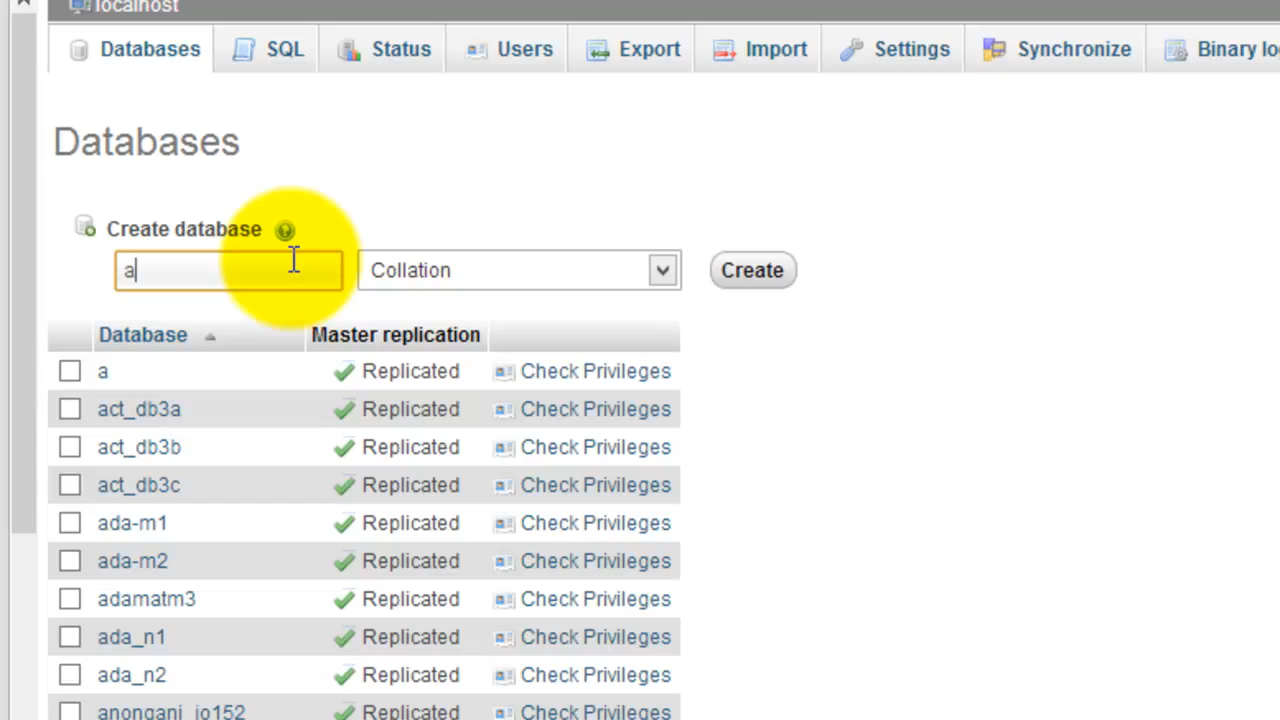 localhost
Databases SQL Status Users Export Import Settings Synchronize Binary log
Databases
Create database
a Collation Create
Database Master replication
a Replicated Check Privileges
act_db3a Replicated Check Privileges
act_db3b Replicated Check Privileges
act_db3c Replicated Check Privileges
ada-m1 Replicated Check Privileges
ada-m2 Replicated Check Privileges
adamatm3 Replicated Check Privileges
ada_n1 Replicated Check Privileges
ada_n2 Replicated Check Privileges
Replicated Check Privileges